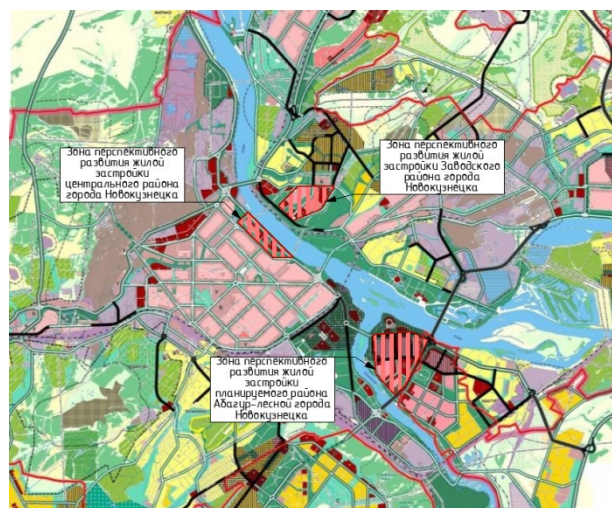 Зона перспективного
развития жилой
застройки
центрального района
города Новокузнецка
Зона перспективного
развития жилой
застройки Заводского
района города
Новокузнецка
Зона перспективного
развития жилой
застройки
планируемого района
Абагур-лесной города
Новокузнецка